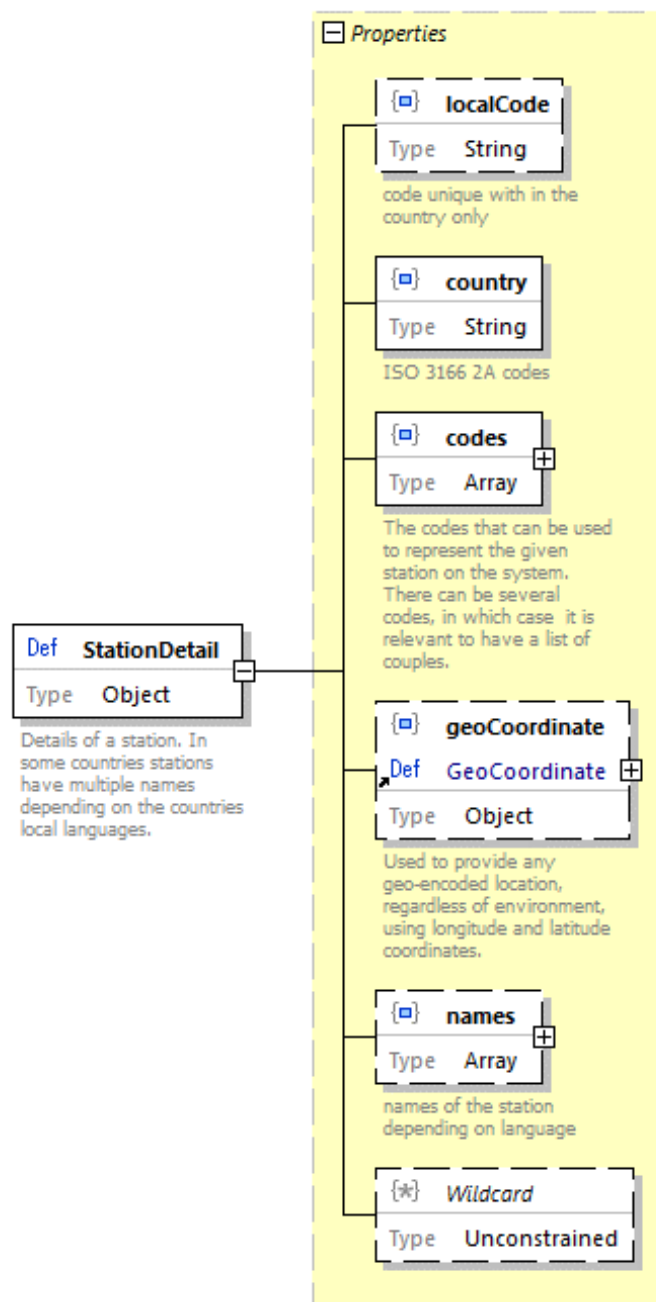 Properties
localCode
Type String
code unique with in the
country only
country
Type String
ISO 3166 2A codes
codes
Type Array
The codes that can be used
to represent the given
station on the system.
There can be several
codes, in which case it is
relevant to have a list of
couples.
Def StationDetail
Type Object
Details of a station. In
some countries stations
have multiple names
depending on the countries
local languages.
geoCoordinate
Def GeoCoordinate
Type Object
Used to provide any
geo-encoded location,
regardless of environment,
using longitude and latitude
coordinates.
names
Type Array
names of the station
depending on language
{*} Wildcard
Type Unconstrained